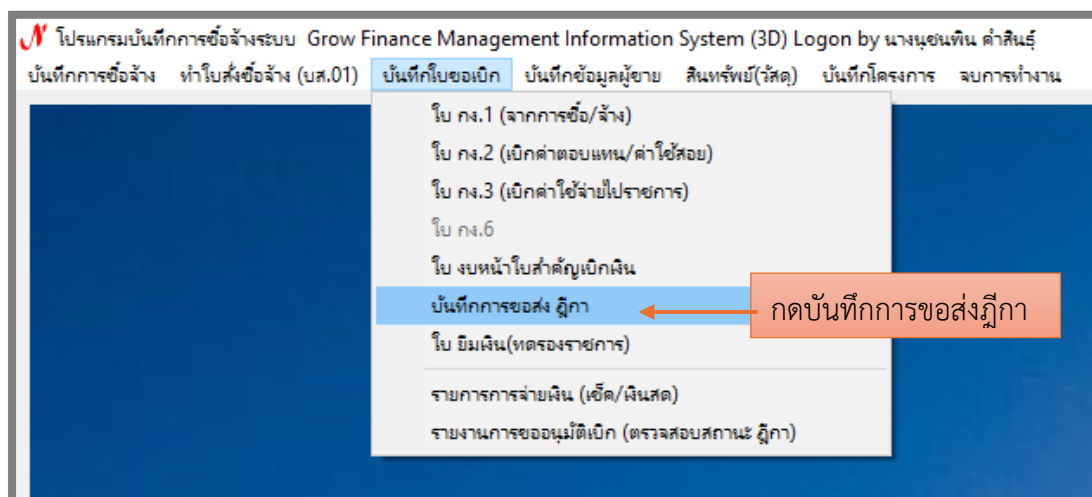 โปรแกรมบันทึกการซื่อจ้างระบบ Grow Finance Management Information System (3D) Logon by นางนุชนพิน คำสินธุ์
บันทึกการซื่อจ้าง ทำใบสั่งซื่อจ้าง (บส.01) บันทึกใบขอเบิก บันทึกข้อมูลผู้ขาย สินทรัพย์(วัสดุ) บันทึกโครงการ จบการทำงาน
ใบ กง.1 (จากการซื่อ/จ้าง)
ใบ กง.2 (เบิกค่าตอบแทน/ค่าใช้สอย)
ใบ กง.3 (เบิกค่าใช้จ่ายไปราชการ)
ใบ กง.6
ใบ งบหน้าใบสำคัญเบิกเงิน
บันทึกการขอส่ง ฎีกา
กดบันทึกการขอส่งฎีกา
ใบ ยืมเงิน(ทดรองราชการ)
รายการการจ่ายเงิน (เช็ค/เงินสด)
รายงานการขออนุมัติเบิก (ตรวจสอบสถานะ ฎีกา)